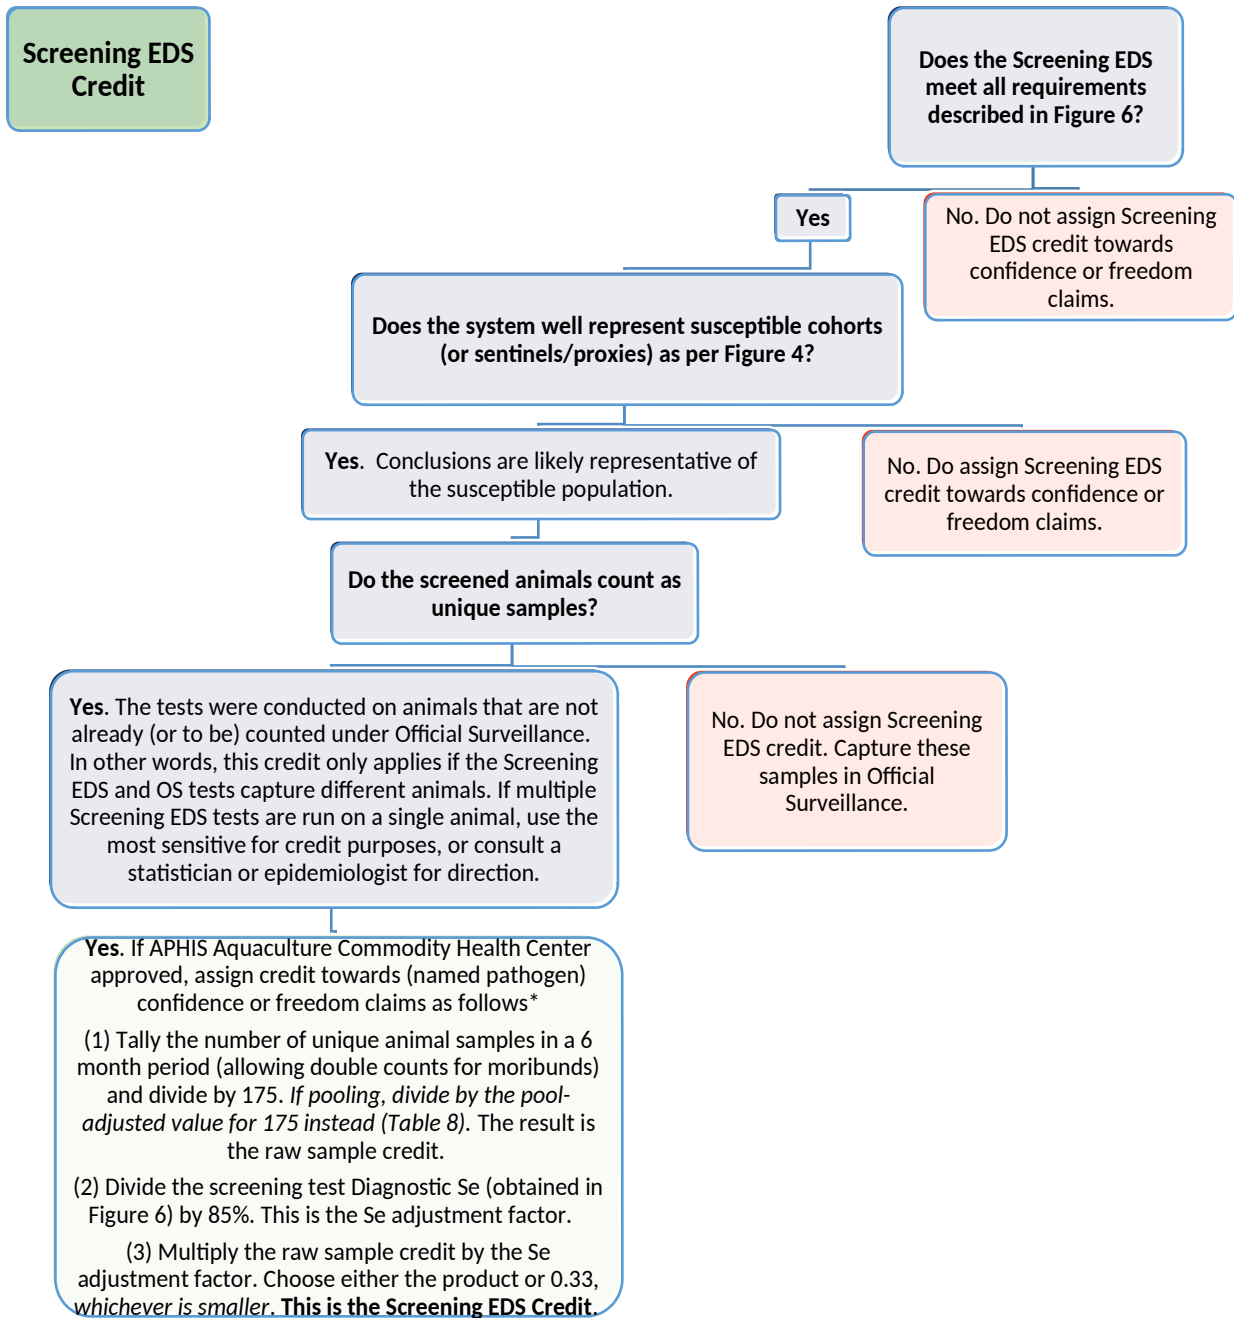 Screening EDS
Credit
Does the Screening EDS
meet all requirements
described in Figure 6?
Yes
No. Do not assign Screening
EDS credit towards
confidence or freedom
claims.
Does the system well represent susceptible cohorts
(or sentinels/proxies) as per Figure 4?
Yes.  Conclusions are likely representative of
the susceptible population.
No. Do assign Screening EDS
credit towards confidence or
freedom claims.
Do the screened animals count as
unique samples?
Yes. The tests were conducted on animals that are not
already (or to be) counted under Official Surveillance.
In other words, this credit only applies if the Screening
EDS and OS tests capture different animals. If multiple
Screening EDS tests are run on a single animal, use the
most sensitive for credit purposes, or consult a
statistician or epidemiologist for direction.
No. Do not assign Screening
EDS credit. Capture these
samples in Official
Surveillance.
Yes. If APHIS Aquaculture Commodity Health Center
approved, assign credit towards (named pathogen)
confidence or freedom claims as follows*
(1) Tally the number of unique animal samples in a 6
month period (allowing double counts for moribunds)
and divide by 175. If pooling, divide by the pool-
adjusted value for 175 instead (Table 8). The result is
the raw sample credit.
(2) Divide the screening test Diagnostic Se (obtained in
Figure 6) by 85%. This is the Se adjustment factor.
(3) Multiply the raw sample credit by the Se
adjustment factor. Choose either the product or 0.33,
whichever is smaller. This is the Screening EDS Credit.